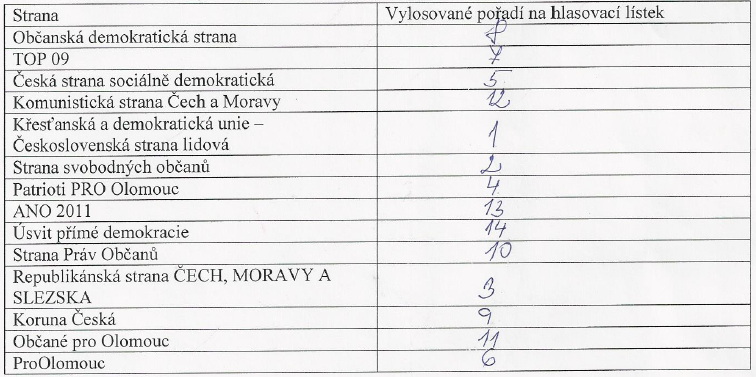 Strana Vylosované pořadí na hlasovací lístek
Občanská demokratická strana 8
TOP 09 7
Česká strana sociálně demokratická 5
Komunistická strana Čech a Moravy 12
Křesťanská a demokratická unie –
Československá strana lidová 1
Strana svobodných občanů 2
Patrioti PRO Olomouc 4
ANO 2011 13
Úsvit přímé demokracie 14
Strana Práv Občanů 10
Republikánská strana ČECH, MORAVY A
SLEZSKA 3
Koruna Česká 9
Občané pro Olomouc 11
ProOlomouc 6